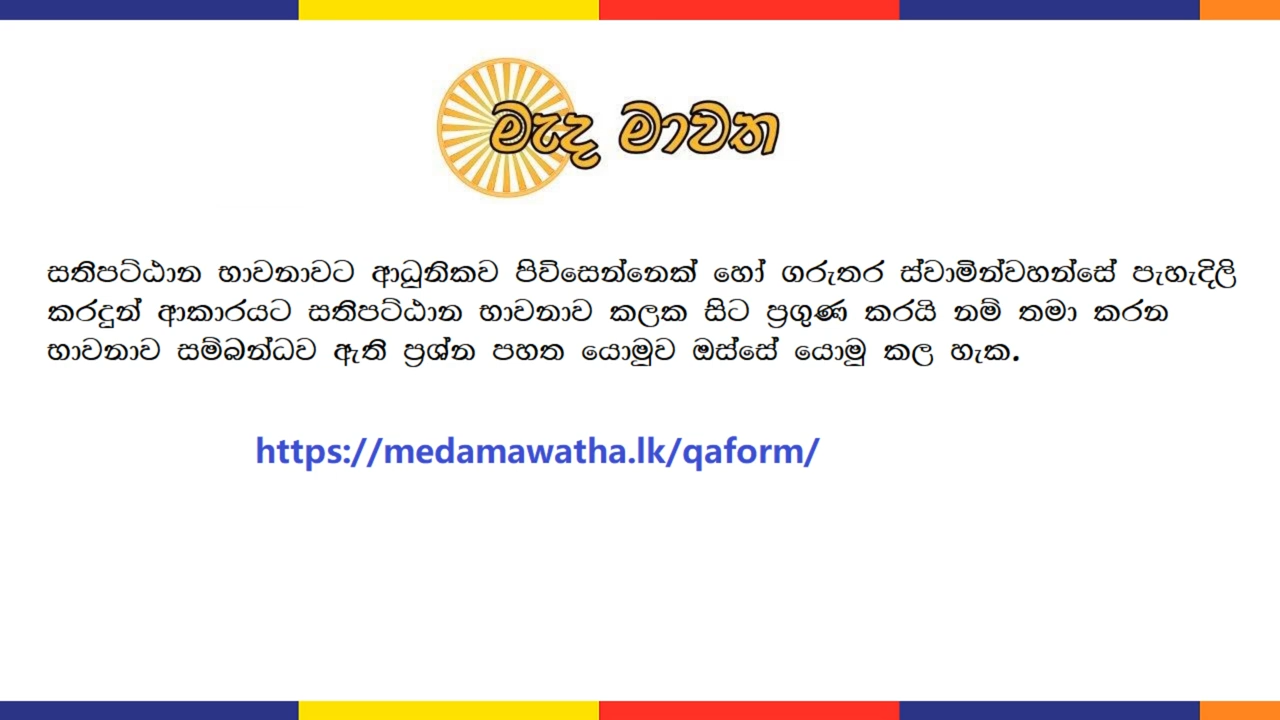 මැද මාවත
සතිපට්ඨාන භාවනාවට ආධුනිකව පිවිසෙන්නෙක් හෝ ගරුතර ස්වාමින්වහන්සේ පැහැදිලි
කරදුන් ආකාරයට සතිපට්ඨාන භාවනාව කලක සිට ප්‍රගුණ කරයි නම් තමා කරන
භාවනාව සම්බන්ධව ඇති ප්‍රශ්න පහත යොමුව ඔස්සේ යොමු කල හැක.
https://medamawatha.lk/qaform/